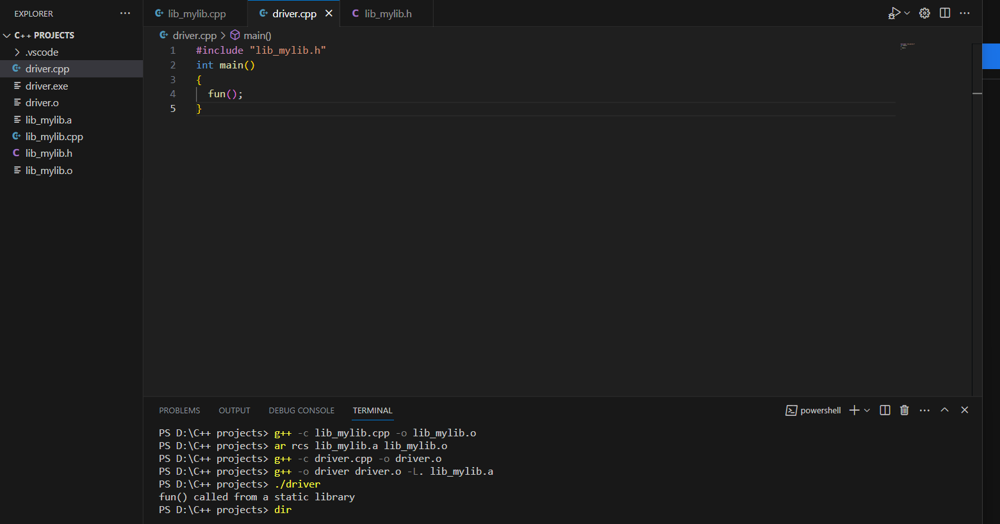 EXPLORER
C++ PROJECTS
.vscode
driver.cpp
driver.exe
driver.o
lib_mylib.a
lib_mylib.cpp
lib_mylib.h
lib_mylib.o
lib_mylib.cpp driver.cpp lib_mylib.h
driver.cpp > main()
1 #include "lib_mylib.h"
2 int main()
3 {
4 fun();
5 }
PROBLEMS OUTPUT DEBUG CONSOLE TERMINAL powershell
PS D:\C++ projects> g++ -c lib_mylib.cpp -o lib_mylib.o
PS D:\C++ projects> ar rcs lib_mylib.a lib_mylib.o
PS D:\C++ projects> g++ -c driver.cpp -o driver.o
PS D:\C++ projects> g++ -o driver driver.o -L. lib_mylib.a
PS D:\C++ projects> ./driver
fun() called from a static library
PS D:\C++ projects> dir